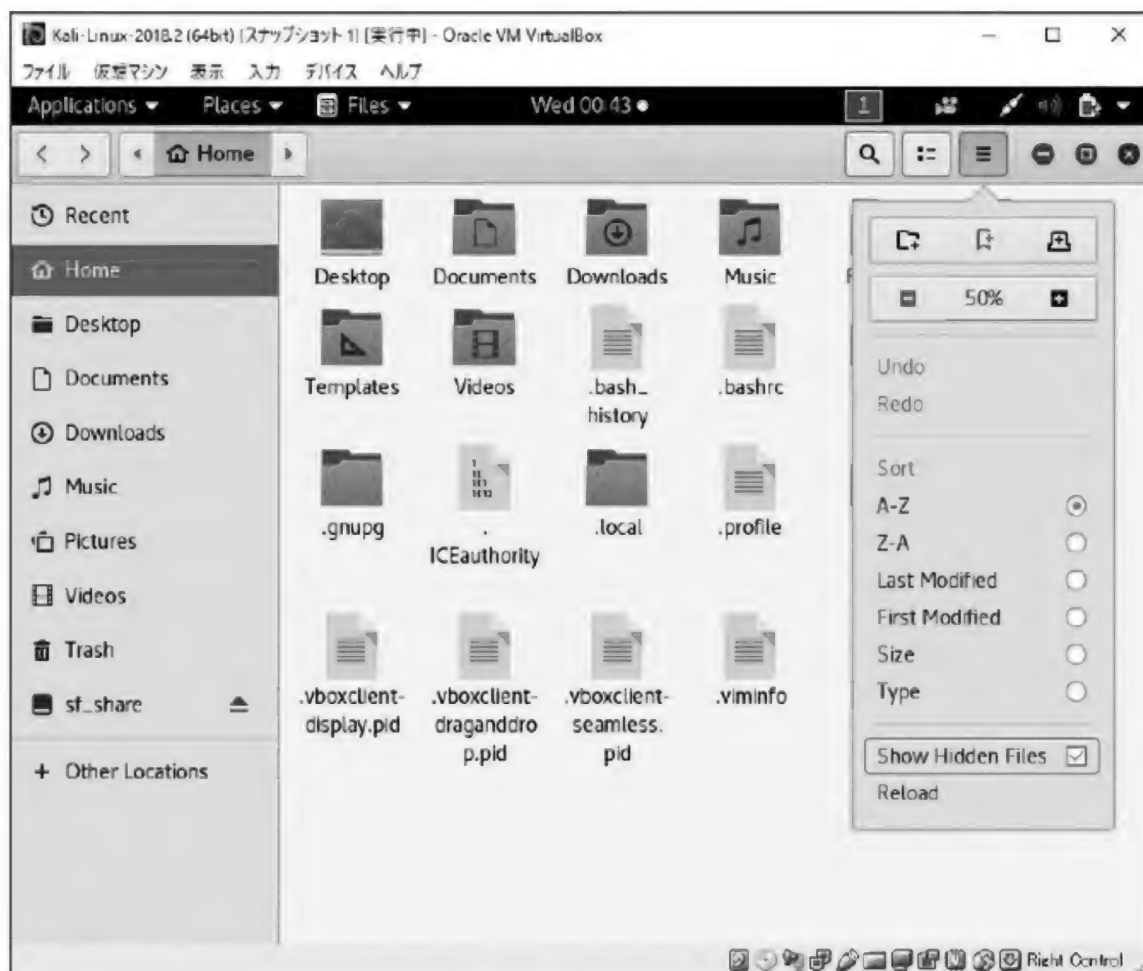 Kali-Linux-2018.2 (64bit) (スナップショット 1) [実行中] - Oracle VM VirtualBox
ファイル 仮想マシン 表示 入力 デバイス ヘルプ
Applications Places Files Wed 00:43 1
Home
Recent
Home
Desktop
Documents
Downloads
Music
Pictures
Videos
Trash
sf_share
+ Other Locations
Desktop Documents Downloads Music
Templates Videos .bash_ .bashrc
history
.gnupg . .local .profile
ICEauthority
.vboxclient- .vboxclient- .vboxclient- .viminfo
display.pid draganddro seamless.
p.pid pid
50%
Undo
Redo
Sort
A-Z
Z-A
Last Modified
First Modified
Size
Type
Show Hidden Files
Reload
Right Control